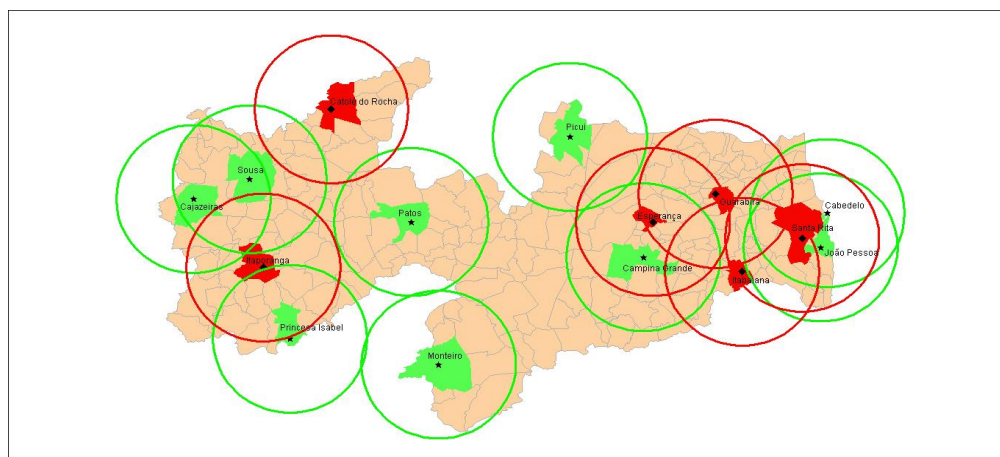 Catolé do Rocha
Picuí
Sousa
Cajazeiras
Patos
Guarabira
Esperança
Cabedelo
Santa Rita
João Pessoa
Itaporanga
Campina Grande
Itabaiana
Princesa Isabel
Monteiro